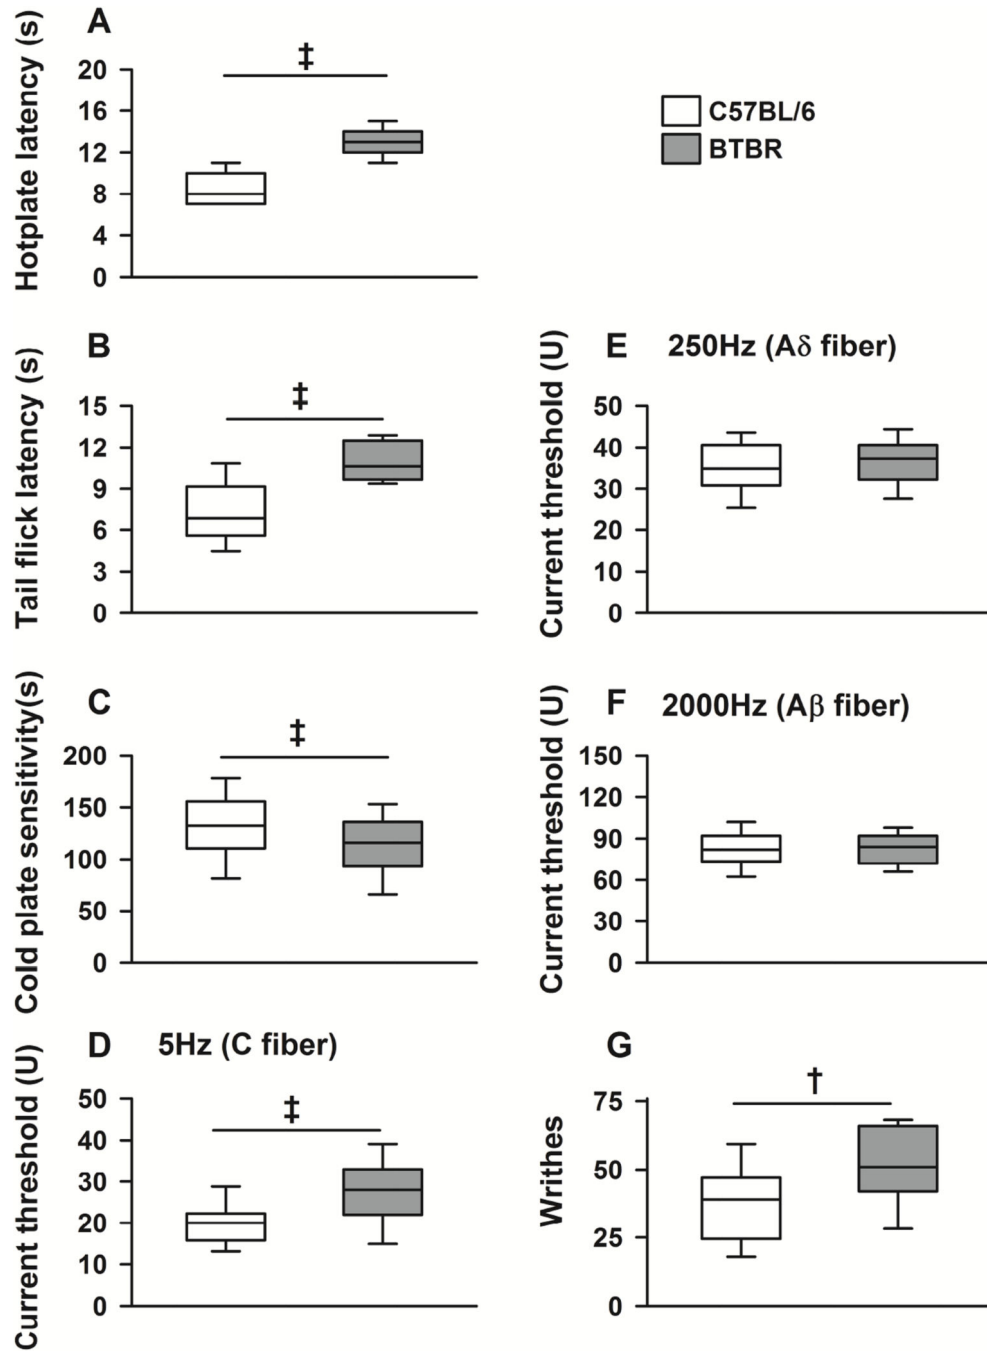 A
Hotplate latency (s)
20
16
12
8
4
0
‡
C57BL/6
BTBR
B
Tail flick latency (s)
15
12
9
6
3
0
‡
E 250Hz (Aδ fiber)
Current threshold (U)
50
40
30
20
10
0
C
Cold plate sensitivity(s)
200
150
100
50
0
‡
F 2000Hz (Aβ fiber)
Current threshold (U)
150
120
90
60
30
0
D 5Hz (C fiber)
Current threshold (U)
50
40
30
20
10
0
‡
G
Writhes
75
50
25
0
†